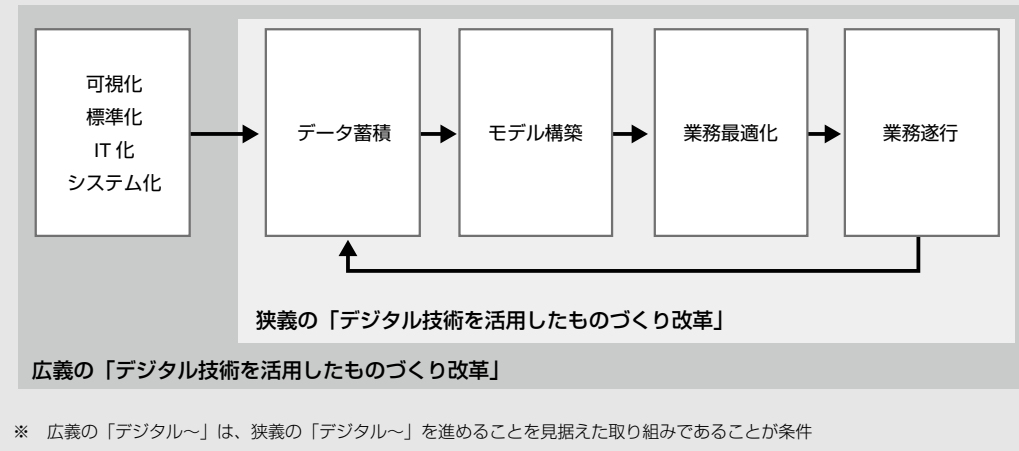 可視化
標準化
IT 化
システム化
データ蓄積
モデル構築
業務最適化
業務遂行
狭義の「デジタル技術を活用したものづくり改革」
広義の「デジタル技術を活用したものづくり改革」
※　広義の「デジタル～」は、狭義の「デジタル～」を進めることを見据えた取り組みであることが条件